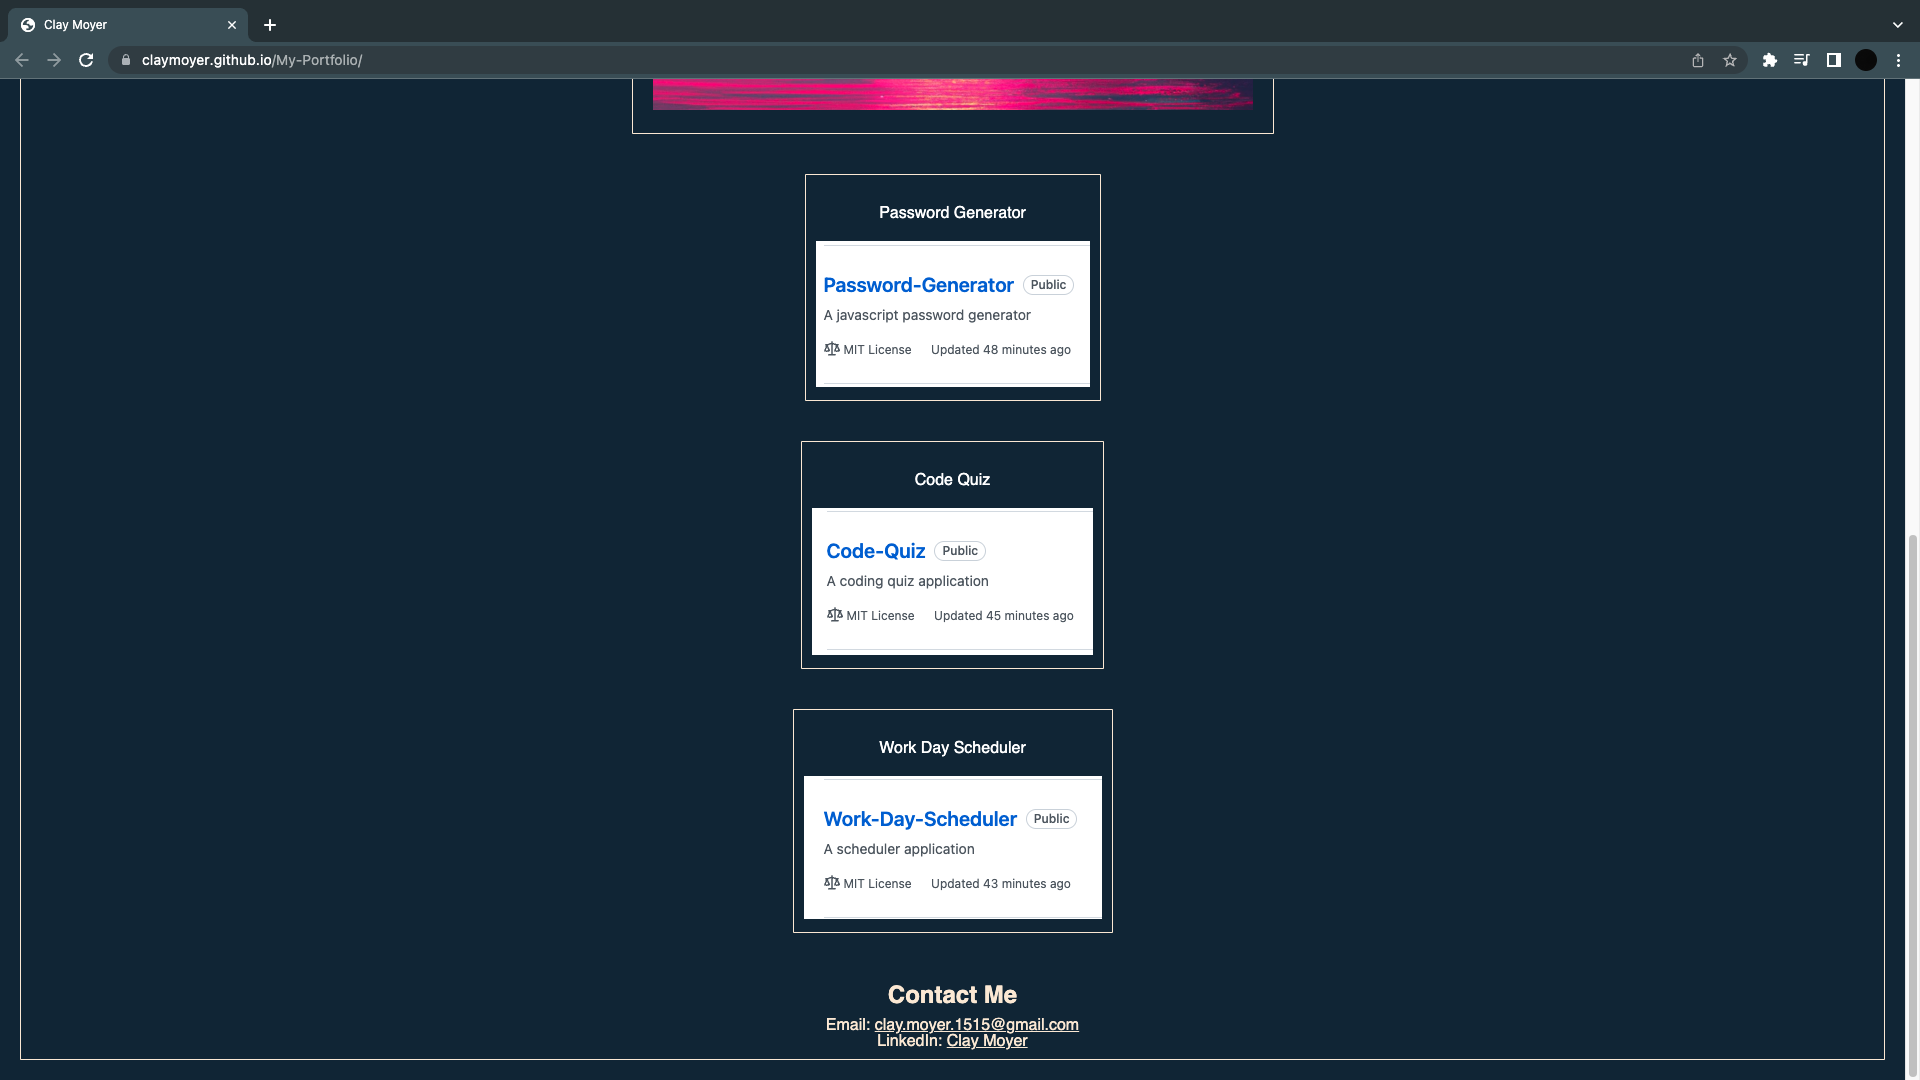 Clay Moyer
claymoyer.github.io/My-Portfolio/
Password Generator
Password-Generator Public
A javascript password generator
MIT License Updated 48 minutes ago
Code Quiz
Code-Quiz Public
A coding quiz application
MIT License Updated 45 minutes ago
Work Day Scheduler
Work-Day-Scheduler Public
A scheduler application
MIT License Updated 43 minutes ago
Contact Me
Email: clay.moyer.1515@gmail.com
LinkedIn: Clay Moyer